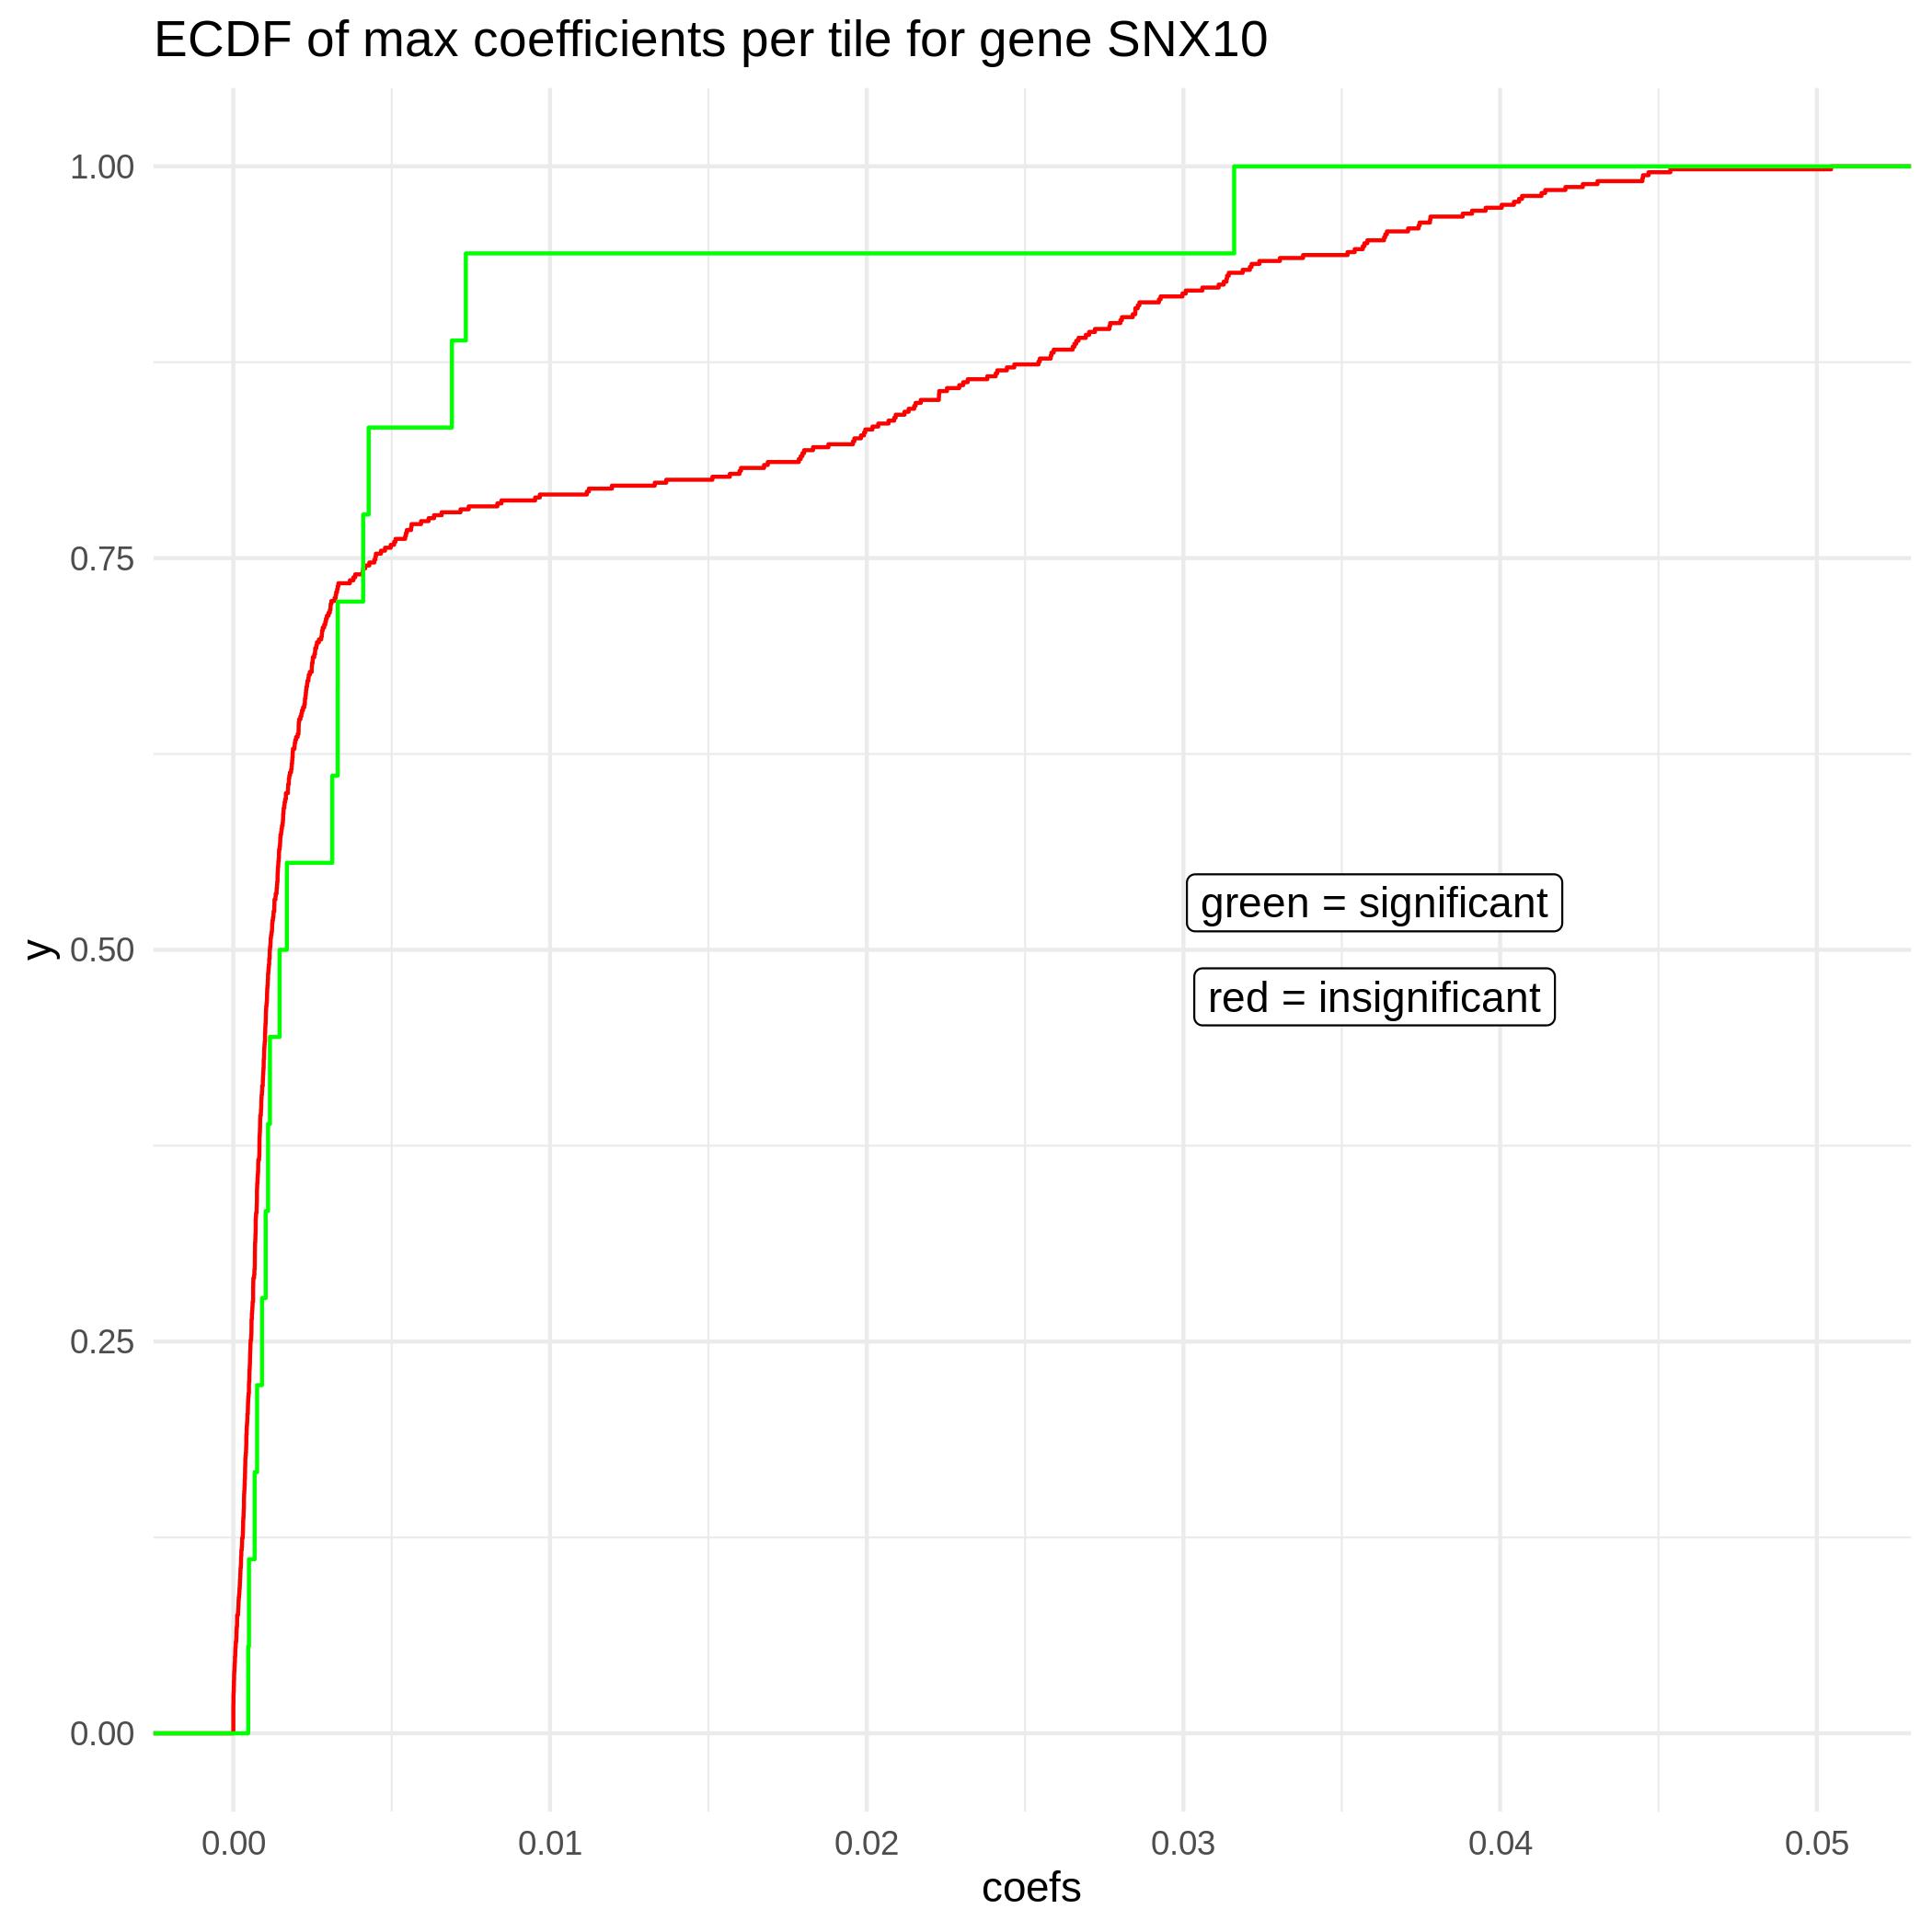 ECDF of max coefficients per tile for gene SNX10
1.00
0.75
y
0.50
0.25
0.00
green = significant
red = insignificant
0.00 0.01 0.02 0.03 0.04 0.05
coefs